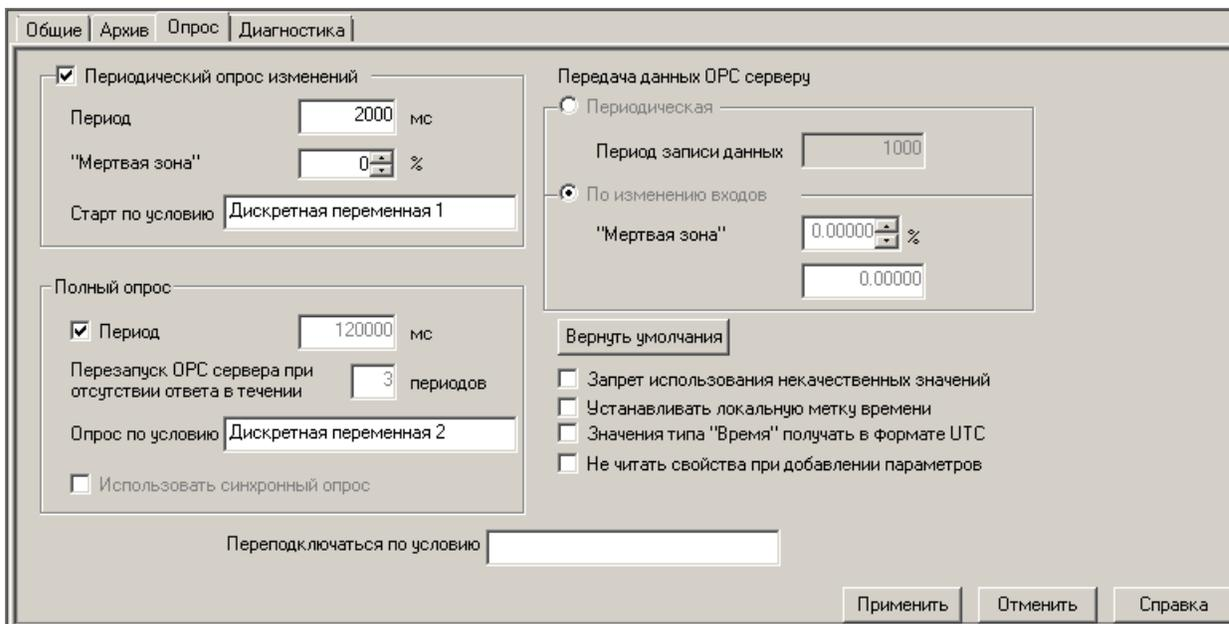 Общие Архив Опрос Диагностика
Периодический опрос изменений
Период 2000 мс
"Мертвая зона" 0 %
Старт по условию Дискретная переменная 1
Полный опрос
Период 120000 мс
Перезапуск ОРС сервера при
отсутствии ответа в течении 3 периодов
Опрос по условию Дискретная переменная 2
Использовать синхронный опрос
Передача данных ОРС серверу
Периодическая
Период записи данных 1000
По изменению входов
"Мертвая зона" 0.00000 %
0.00000
Вернуть умолчания
Запрет использования некачественных значений
Устанавливать локальную метку времени
Значения типа "Время" получать в формате UTC
Не читать свойства при добавлении параметров
Переподключаться по условию
Применить Отменить Справка